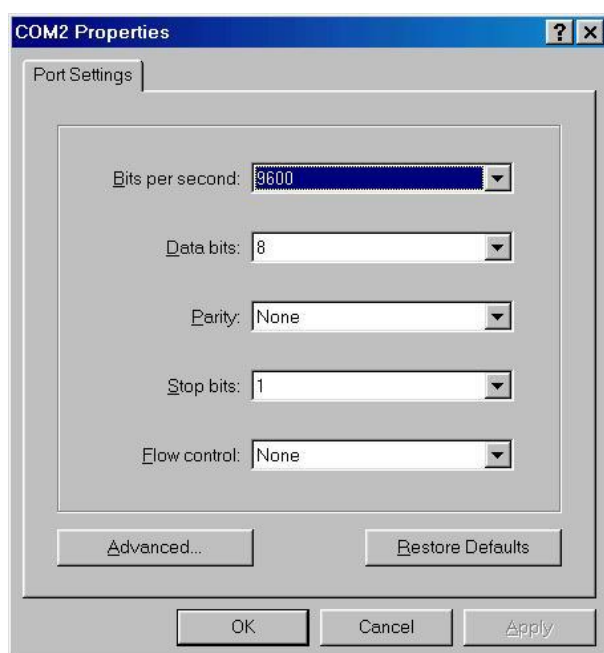 COM2 Properties
Port Settings
Bits per second: 9600
Data bits: 8
Parity: None
Stop bits: 1
Flow control: None
Advanced... Restore Defaults
OK Cancel Apply